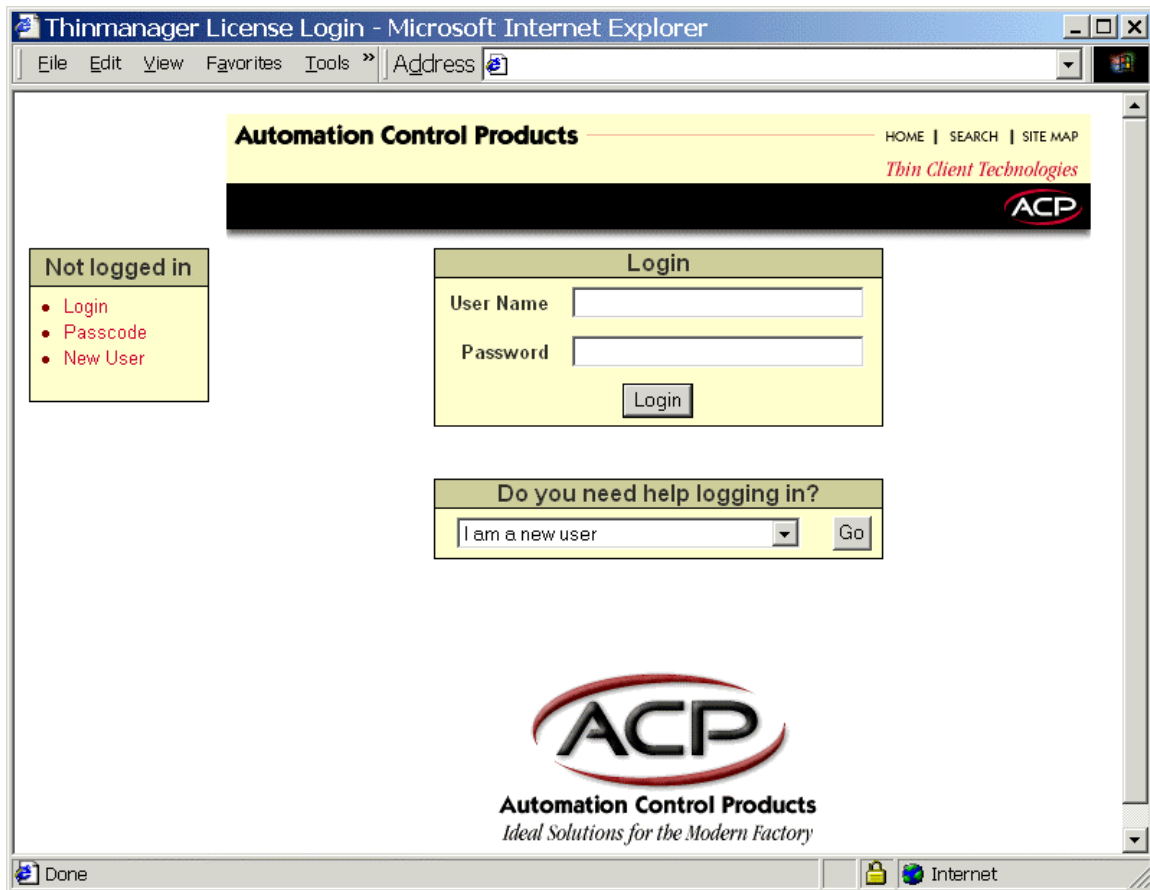 Thinmanager License Login - Microsoft Internet Explorer
File Edit View Favorites Tools » Address
Automation Control Products
HOME | SEARCH | SITE MAP
Thin Client Technologies
ACP
Not logged in
Login
Passcode
New User
Login
User Name
Password
Login
Do you need help logging in?
I am a new user Go
ACP
Automation Control Products
Ideal Solutions for the Modern Factory
Done Internet